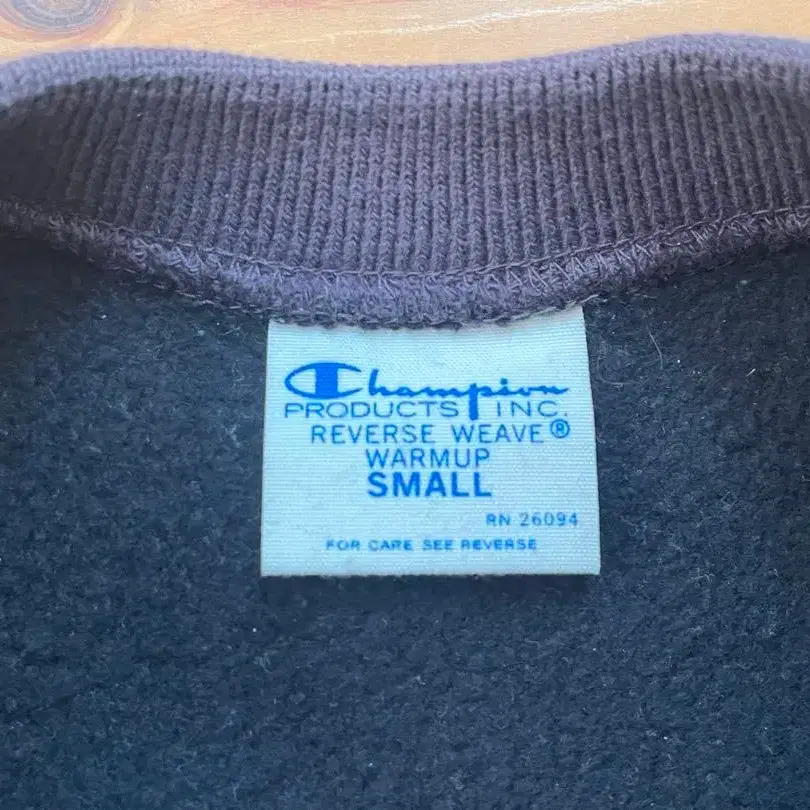 Champion
PRODUCTS INC.
REVERSE WEAVE®
WARMUP
SMALL
RN 26094
FOR CARE SEE REVERSE